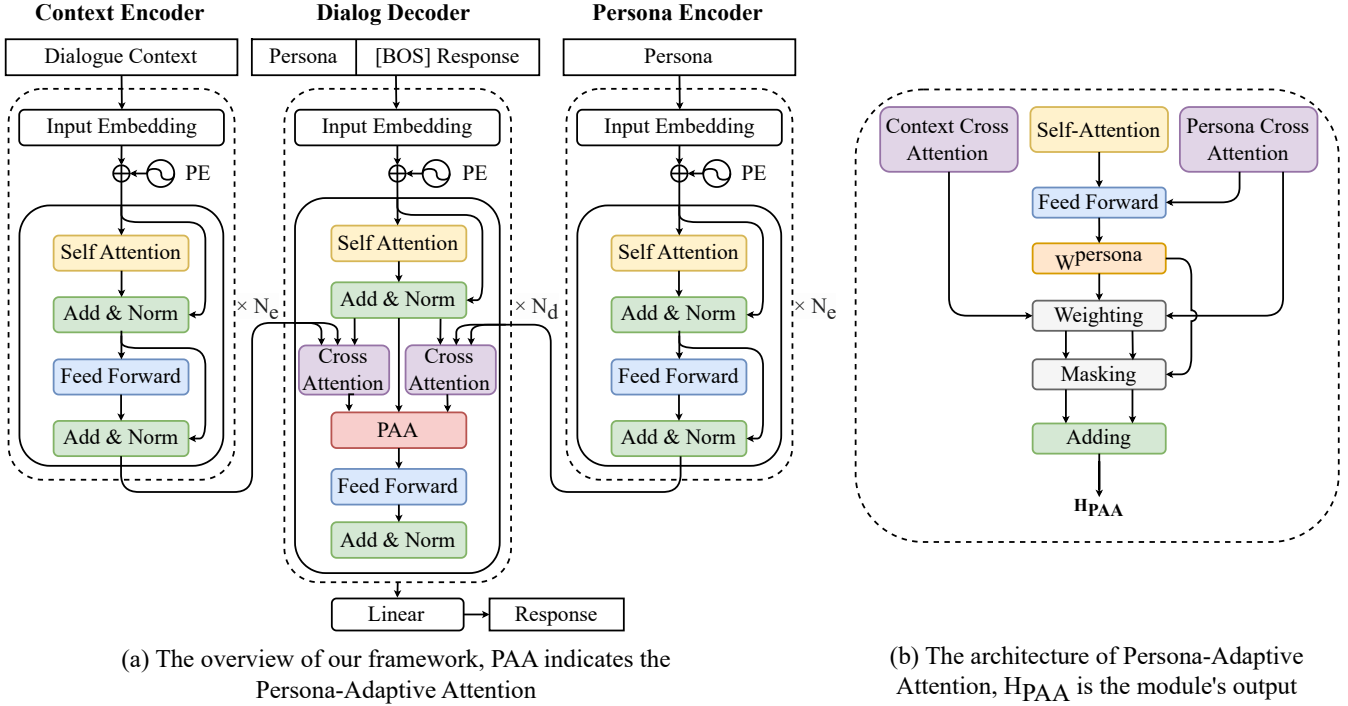 Context Encoder
Dialog Decoder
Persona Encoder
Dialogue Context
Persona
[BOS] Response
Persona
Input Embedding
Input Embedding
Input Embedding
PE
PE
PE
Self Attention
Add & Norm
Feed Forward
Add & Norm
× Ne
Self Attention
Add & Norm
Cross
Attention
Cross
Attention
PAA
Feed Forward
Add & Norm
× Nd
Self Attention
Add & Norm
Feed Forward
Add & Norm
× Ne
Linear
Response
(a) The overview of our framework, PAA indicates the
Persona-Adaptive Attention
Context Cross
Attention
Self-Attention
Persona Cross
Attention
Feed Forward
Wpersona
Weighting
Masking
Adding
HPAA
(b) The architecture of Persona-Adaptive
Attention, HPAA is the module's output